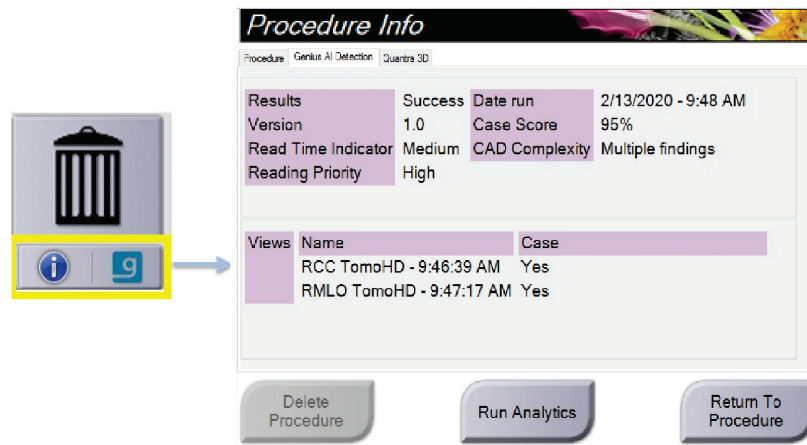 Procedure Info
Procedure Genius AI Detection Quantra 3D
Results Success Date run 2/13/2020 - 9:48 AM
Version 1.0 Case Score 95%
Read Time Indicator Medium CAD Complexity Multiple findings
Reading Priority High
Views Name Case
RCC TomoHD - 9:46:39 AM Yes
RMLO TomoHD - 9:47:17 AM Yes
i g
Delete Procedure
Run Analytics
Return To Procedure